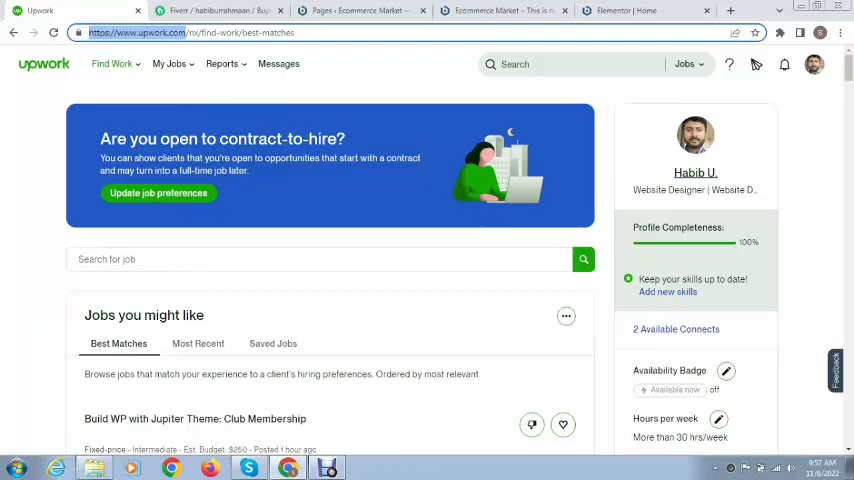 Upwork
Fiverr / habiburrahmaan / Buy
Pages - Ecommerce Market —
Ecommerce Market – This is m
Elementor | Home
https://www.upwork.com/nx/find-work/best-matches
upwork
Find Work
My Jobs
Reports
Messages
Search
Jobs
Are you open to contract-to-hire?
You can show clients that you're open to opportunities that start with a contract
and may turn into a full-time job later.
Update job preferences
Habib U.
Website Designer | Website D...
Profile Completeness:
100%
Search for job
Keep your skills up to date!
Add new skills
Jobs you might like
2 Available Connects
Best Matches
Most Recent
Saved Jobs
Browse jobs that match your experience to a client's hiring preferences. Ordered by most relevant.
Availability Badge
Available now
off
Build WP with Jupiter Theme: Club Membership
Hours per week
More than 30 hrs/week
Fixed-price - Intermediate - Est. Budget: $250 - Posted 1 hour ago
Feedback
9:57 AM
11/6/2022